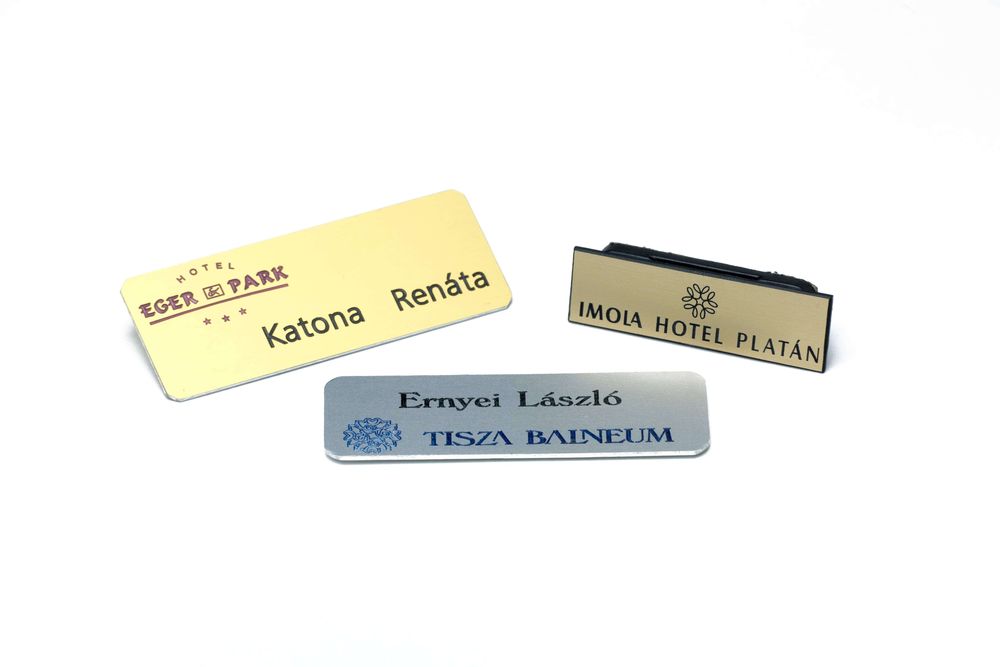 HOTEL
EGER & PARK
Katona Renáta
IMOLA HOTEL PLATÁN
Ernyei László
TISZA BALNEUM